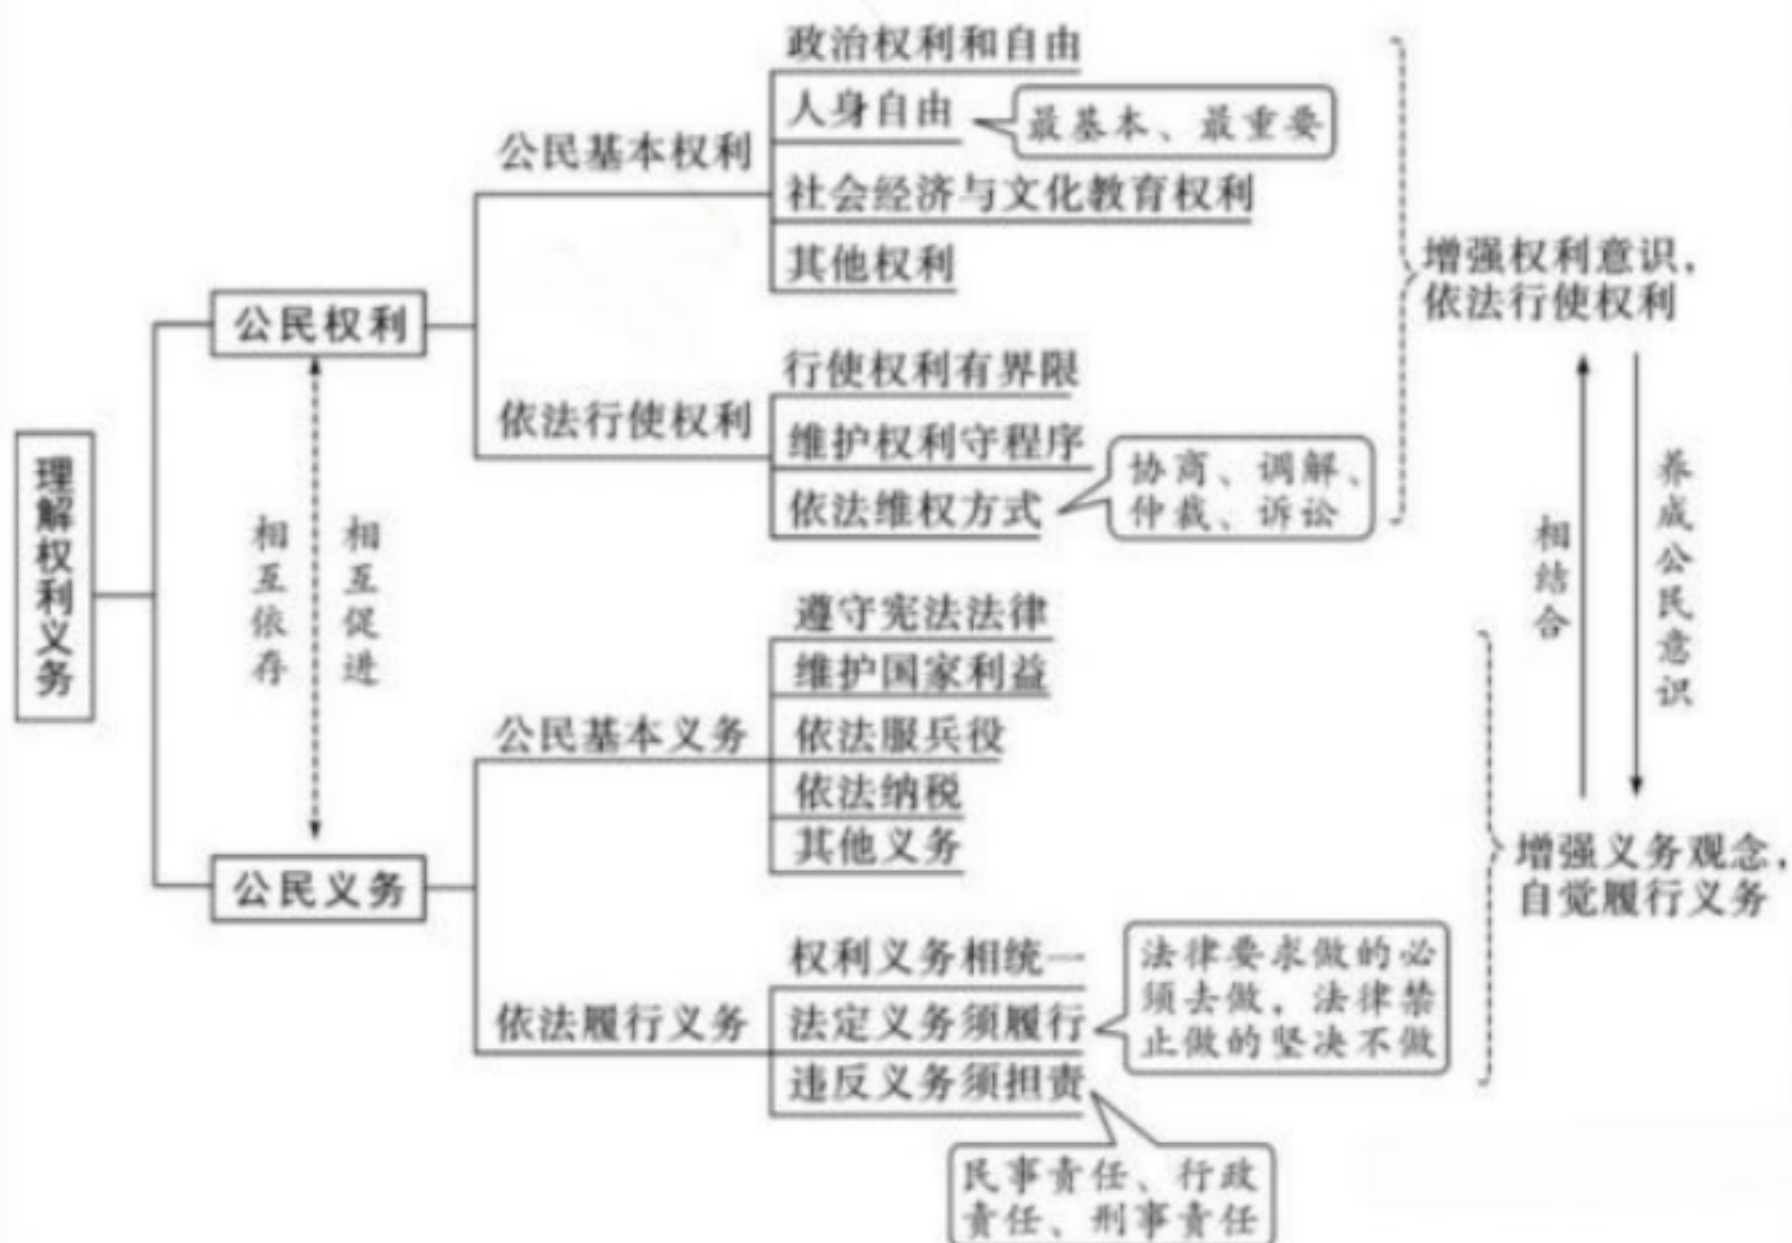 理解权利义务
公民权利
相互依存
相互促进
公民义务
公民基本权利
政治权利和自由
人身自由
最基本、最重要
社会经济与文化教育权利
其他权利
依法行使权利
行使权利有界限
维护权利守程序
依法维权方式
协商、调解、
仲裁、诉讼
增强权利意识，
依法行使权利
相结合
养成公民意识
公民基本义务
遵守宪法法律
维护国家利益
依法服兵役
依法纳税
其他义务
依法履行义务
权利义务相统一
法定义务须履行
法律要求做的必
须去做，法律禁
止做的坚决不做
违反义务须担责
民事责任、行政
责任、刑事责任
增强义务观念，
自觉履行义务